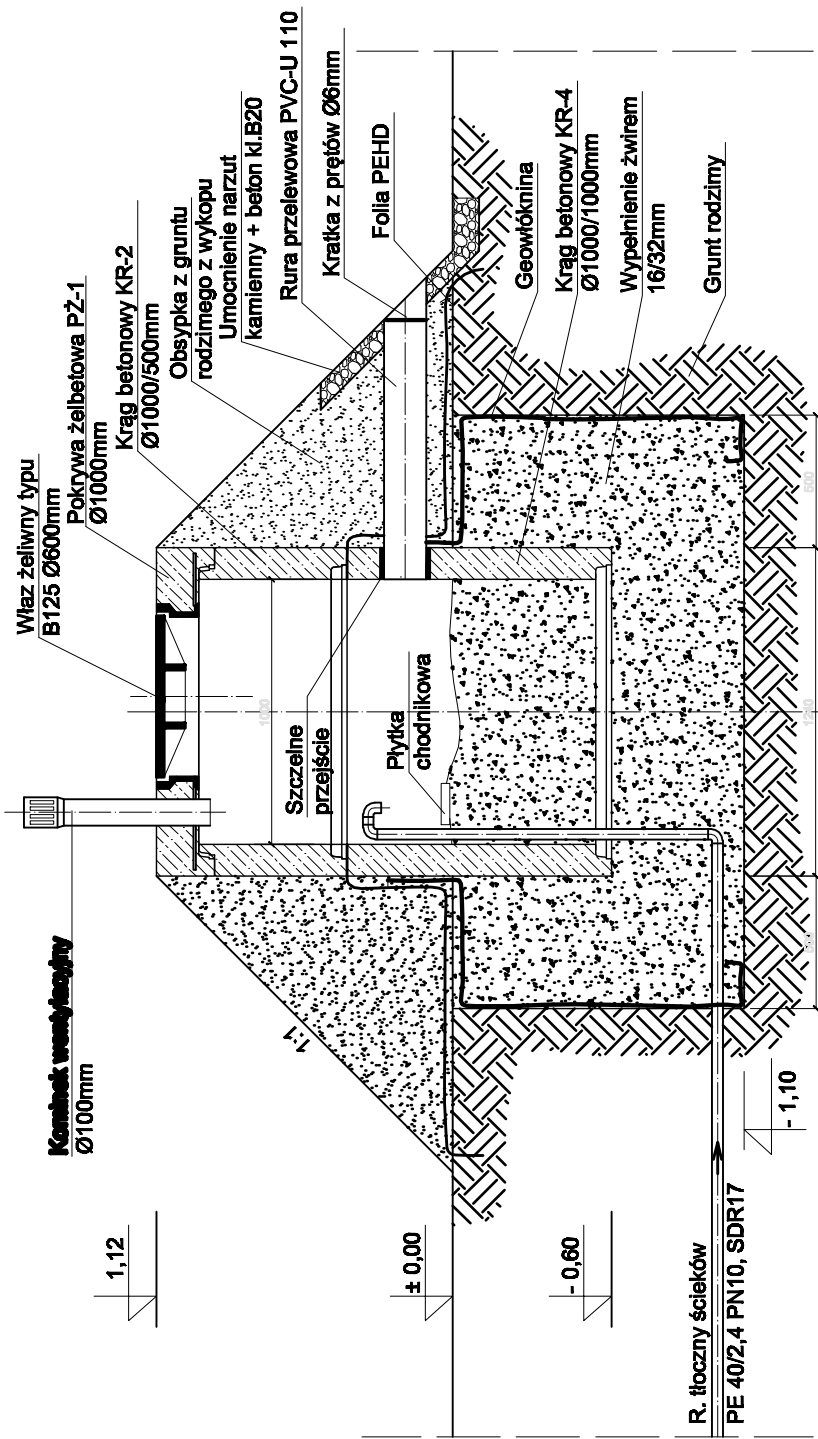 Właz żeliwny typu
B125 Ø600mm
Pokrywa żelbetowa PŻ-1
Ø1000mm
Krąg betonowy KR-2
Ø1000/500mm
Obsypka z gruntu
rodzimego z wykopu
Umocnienie narzut
kamienny + beton kl.B20
Rura przelewowa PVC-U 110
Kratka z prętów Ø6mm
Folia PEHD
Geowłóknina
Krąg betonowy KR-4
Ø1000/1000mm
Wypełnienie żwirem
16/32mm
Grunt rodzimy
Kominek wentylacyjny
Ø100mm
1:1
1000
Szczelne
przejście
Płytka
chodnikowa
1,12
± 0,00
- 0,60
- 1,10
500
1250
R. tłoczny ścieków
PE 40/2,4 PN10, SDR17